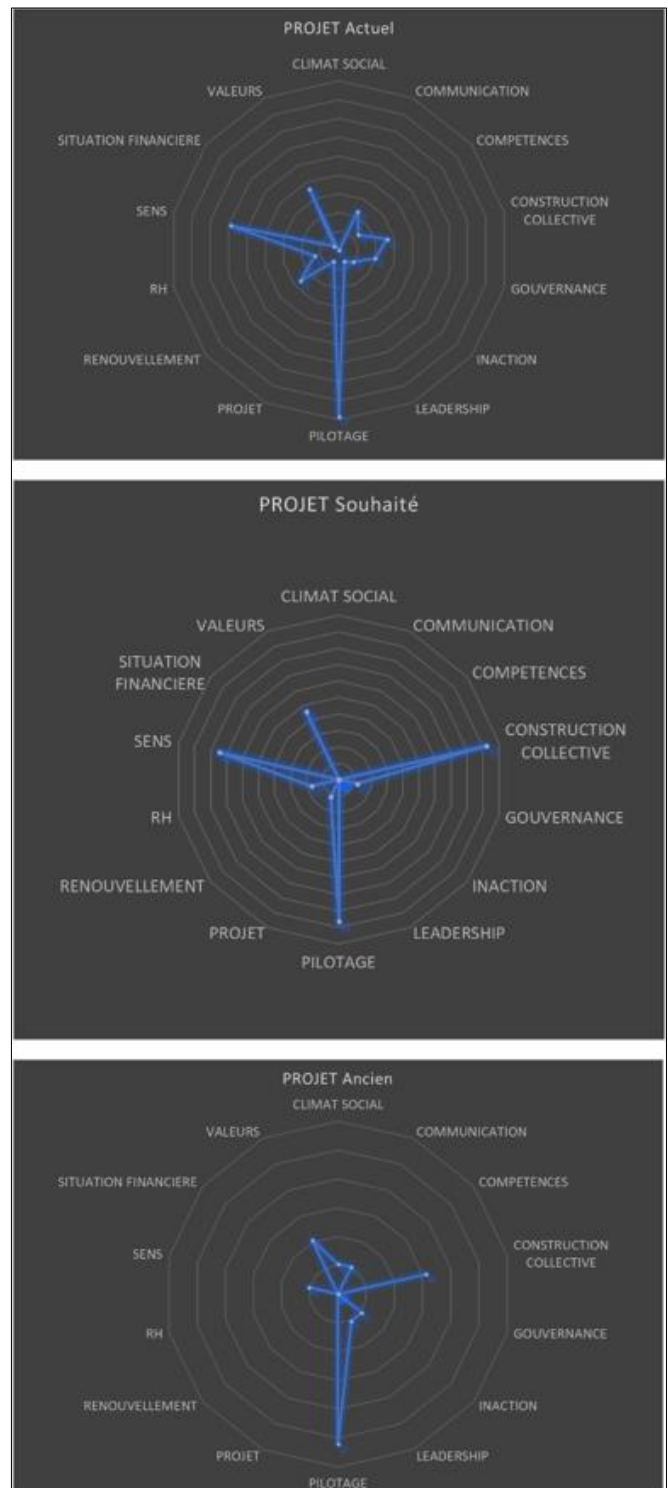 PROJET Actuel
CLIMAT SOCIAL
VALEURS
COMMUNICATION
SITUATION FINANCIERE
COMPETENCES
SENS
CONSTRUCTION
COLLECTIVE
RH
GOUVERNANCE
RENOUVELLEMENT
INACTION
PROJET
LEADERSHIP
PILOTAGE
PROJET Souhaité
CLIMAT SOCIAL
VALEURS
COMMUNICATION
SITUATION
FINANCIERE
COMPETENCES
SENS
CONSTRUCTION
COLLECTIVE
RH
GOUVERNANCE
RENOUVELLEMENT
INACTION
PROJET
LEADERSHIP
PILOTAGE
PROJET Ancien
CLIMAT SOCIAL
VALEURS
COMMUNICATION
SITUATION FINANCIERE
COMPETENCES
SENS
CONSTRUCTION
COLLECTIVE
RH
GOUVERNANCE
RENOUVELLEMENT
INACTION
PROJET
LEADERSHIP
PILOTAGE